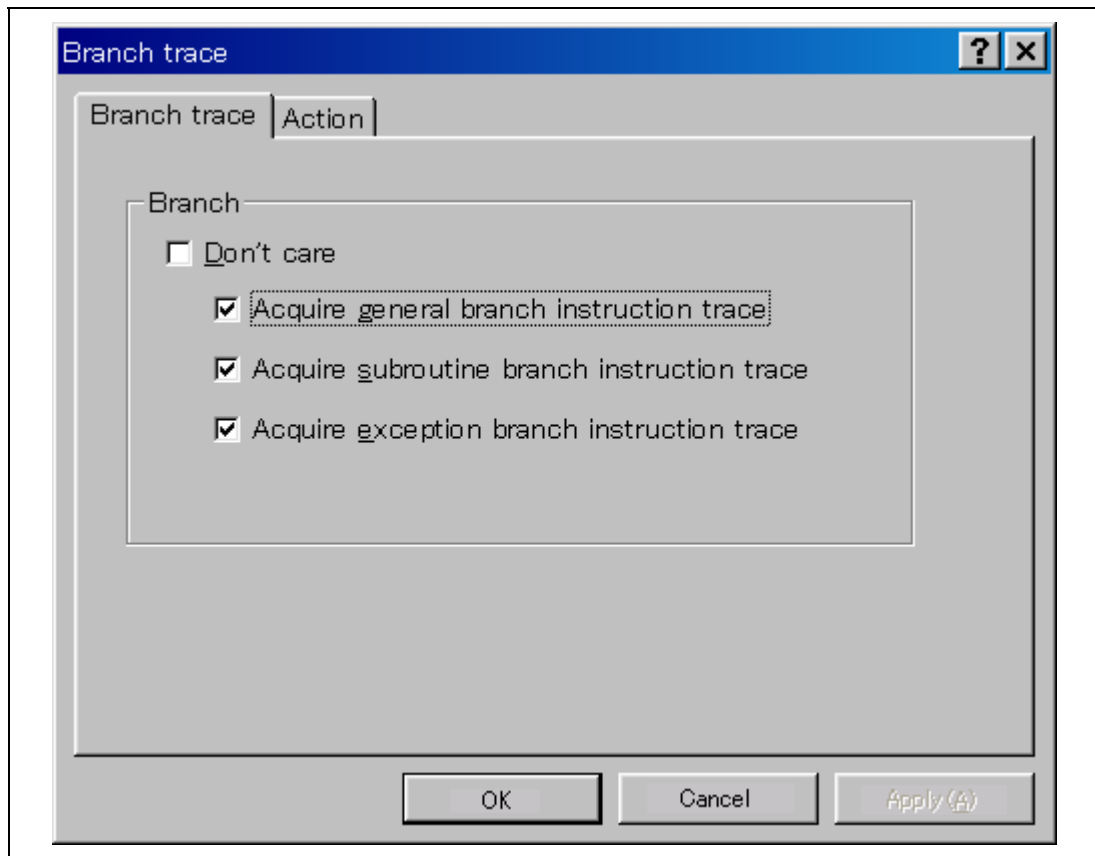 Branch trace
Branch trace Action
Branch
Don't care
Acquire general branch instruction trace
Acquire subroutine branch instruction trace
Acquire exception branch instruction trace
OK Cancel Apply (A)